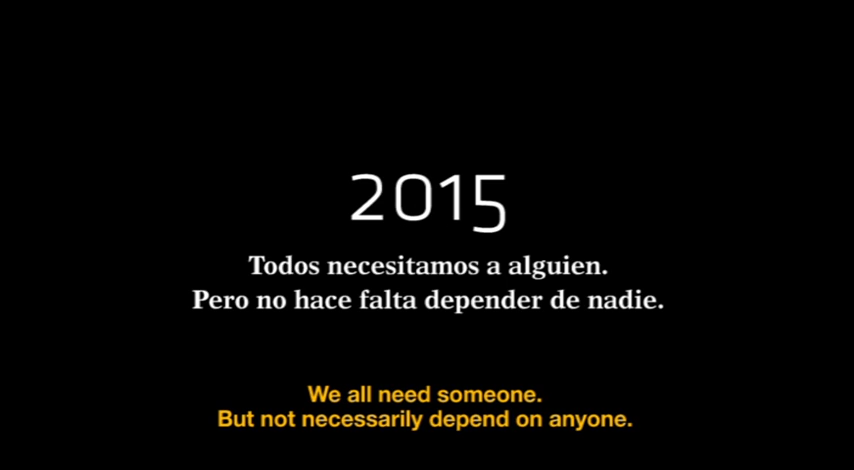 2015
Todos necesitamos a alguien.
Pero no hace falta depender de nadie.
We all need someone.
But not necessarily depend on anyone.